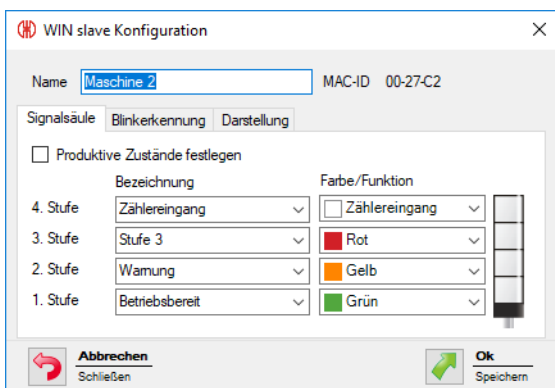 WIN slave Konfiguration
Name Maschine 2 MAC-ID 00-27-C2
Signalsäule Blinkerkennung Darstellung
Produktive Zustände festlegen
Bezeichnung Farbe/Funktion
4. Stufe Zählereingang Zählereingang
3. Stufe Stufe 3 Rot
2. Stufe Warnung Gelb
1. Stufe Betriebsbereit Grün
Abbrechen Ok
Schließen Speichern